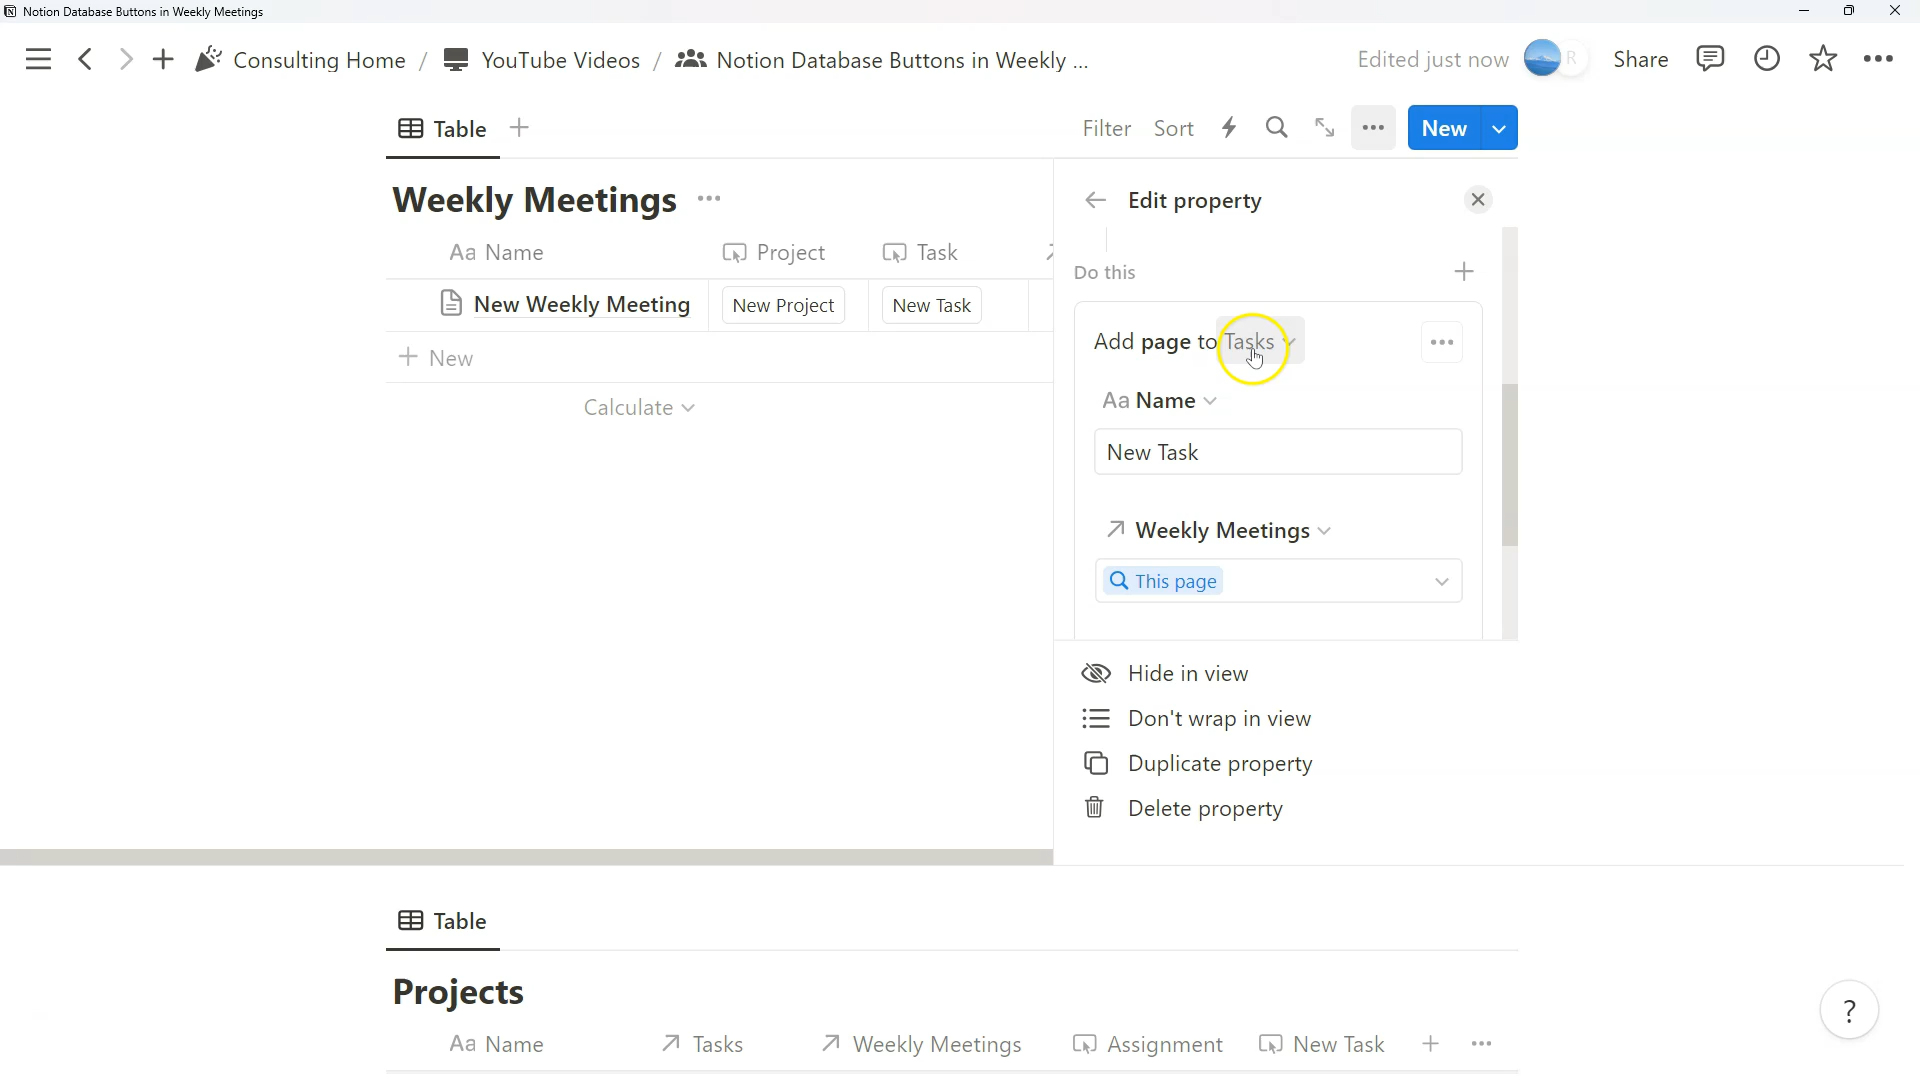 Notion Database Buttons in Weekly Meetings
Consulting Home / YouTube Videos / Notion Database Buttons in Weekly ...
Edited just now R Share
Table
Filter Sort New
Weekly Meetings
Edit property
Aa Name Project Task
Do this
New Weekly Meeting New Project New Task
Add page to Tasks
New
Aa Name
Calculate
New Task
Weekly Meetings
This page
Hide in view
Don't wrap in view
Duplicate property
Delete property
Table
Projects
?
Aa Name Tasks Weekly Meetings Assignment New Task